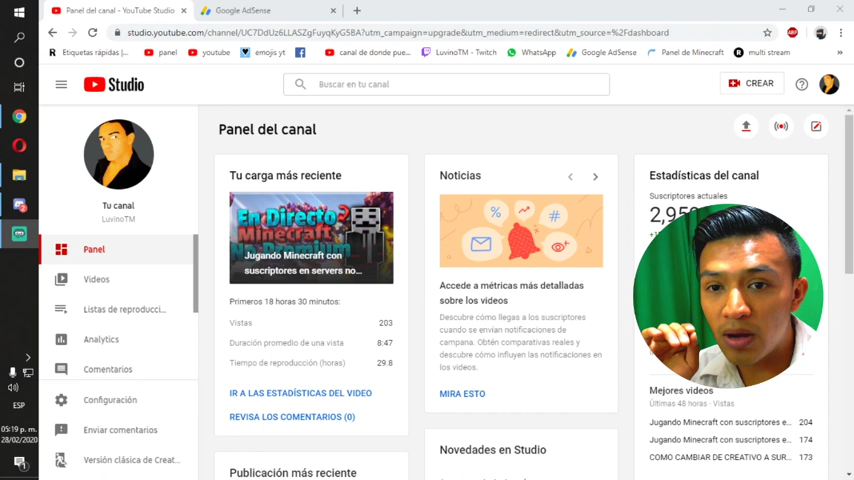 Panel del canal - YouTube Studio
Google AdSense
studio.youtube.com/channel/UC7DdUz6LLASZgFuyqKyG5BA?utm_campaign=upgrade&utm_medium=redirect&utm_source=%2Fdashboard
Etiquetas rápidas |...
panel
youtube
emojis yt
canal de donde pue...
LuvinoTM - Twitch
WhatsApp
Google AdSense
Panel de Minecraft
multi stream
Studio
Buscar en tu canal
CREAR
Panel del canal
Tu canal
LuvinoTM
Panel
Videos
Listas de reproducci...
Analytics
Comentarios
Configuración
Enviar comentarios
Versión clásica de Creat...
Tu carga más reciente
En Directo
Minecraft
No Premium
Jugando Minecraft con
suscriptores en servers no...
Primeros 18 horas 30 minutos:
Vistas 203
Duración promedio de una vista 8:47
Tiempo de reproducción (horas) 29.8
IR A LAS ESTADÍSTICAS DEL VIDEO
REVISA LOS COMENTARIOS (0)
Publicación más reciente
Noticias
Accede a métricas más detalladas
sobre los videos
Descubre cómo llegas a los suscriptores
cuando se envían notificaciones de
campana. Obtén comparativas reales y
descubre cómo influyen las notificaciones en
los videos.
MIRA ESTO
Novedades en Studio
Estadísticas del canal
Suscriptores actuales
2,95
Mejores videos
Últimas 48 horas · Vistas
Jugando Minecraft con suscriptores e... 204
Jugando Minecraft con suscriptores e... 174
COMO CAMBIAR DE CREATIVO A SUR... 173
ESP
05:19 p. m.
28/02/2020